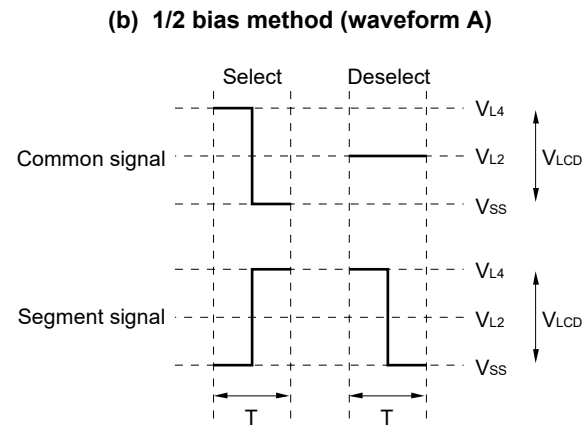 (b) 1/2 bias method (waveform A)
Select Deselect
VL4
Common signal VL2 VLCD
VSS
VL4
Segment signal VL2 VLCD
VSS
T T